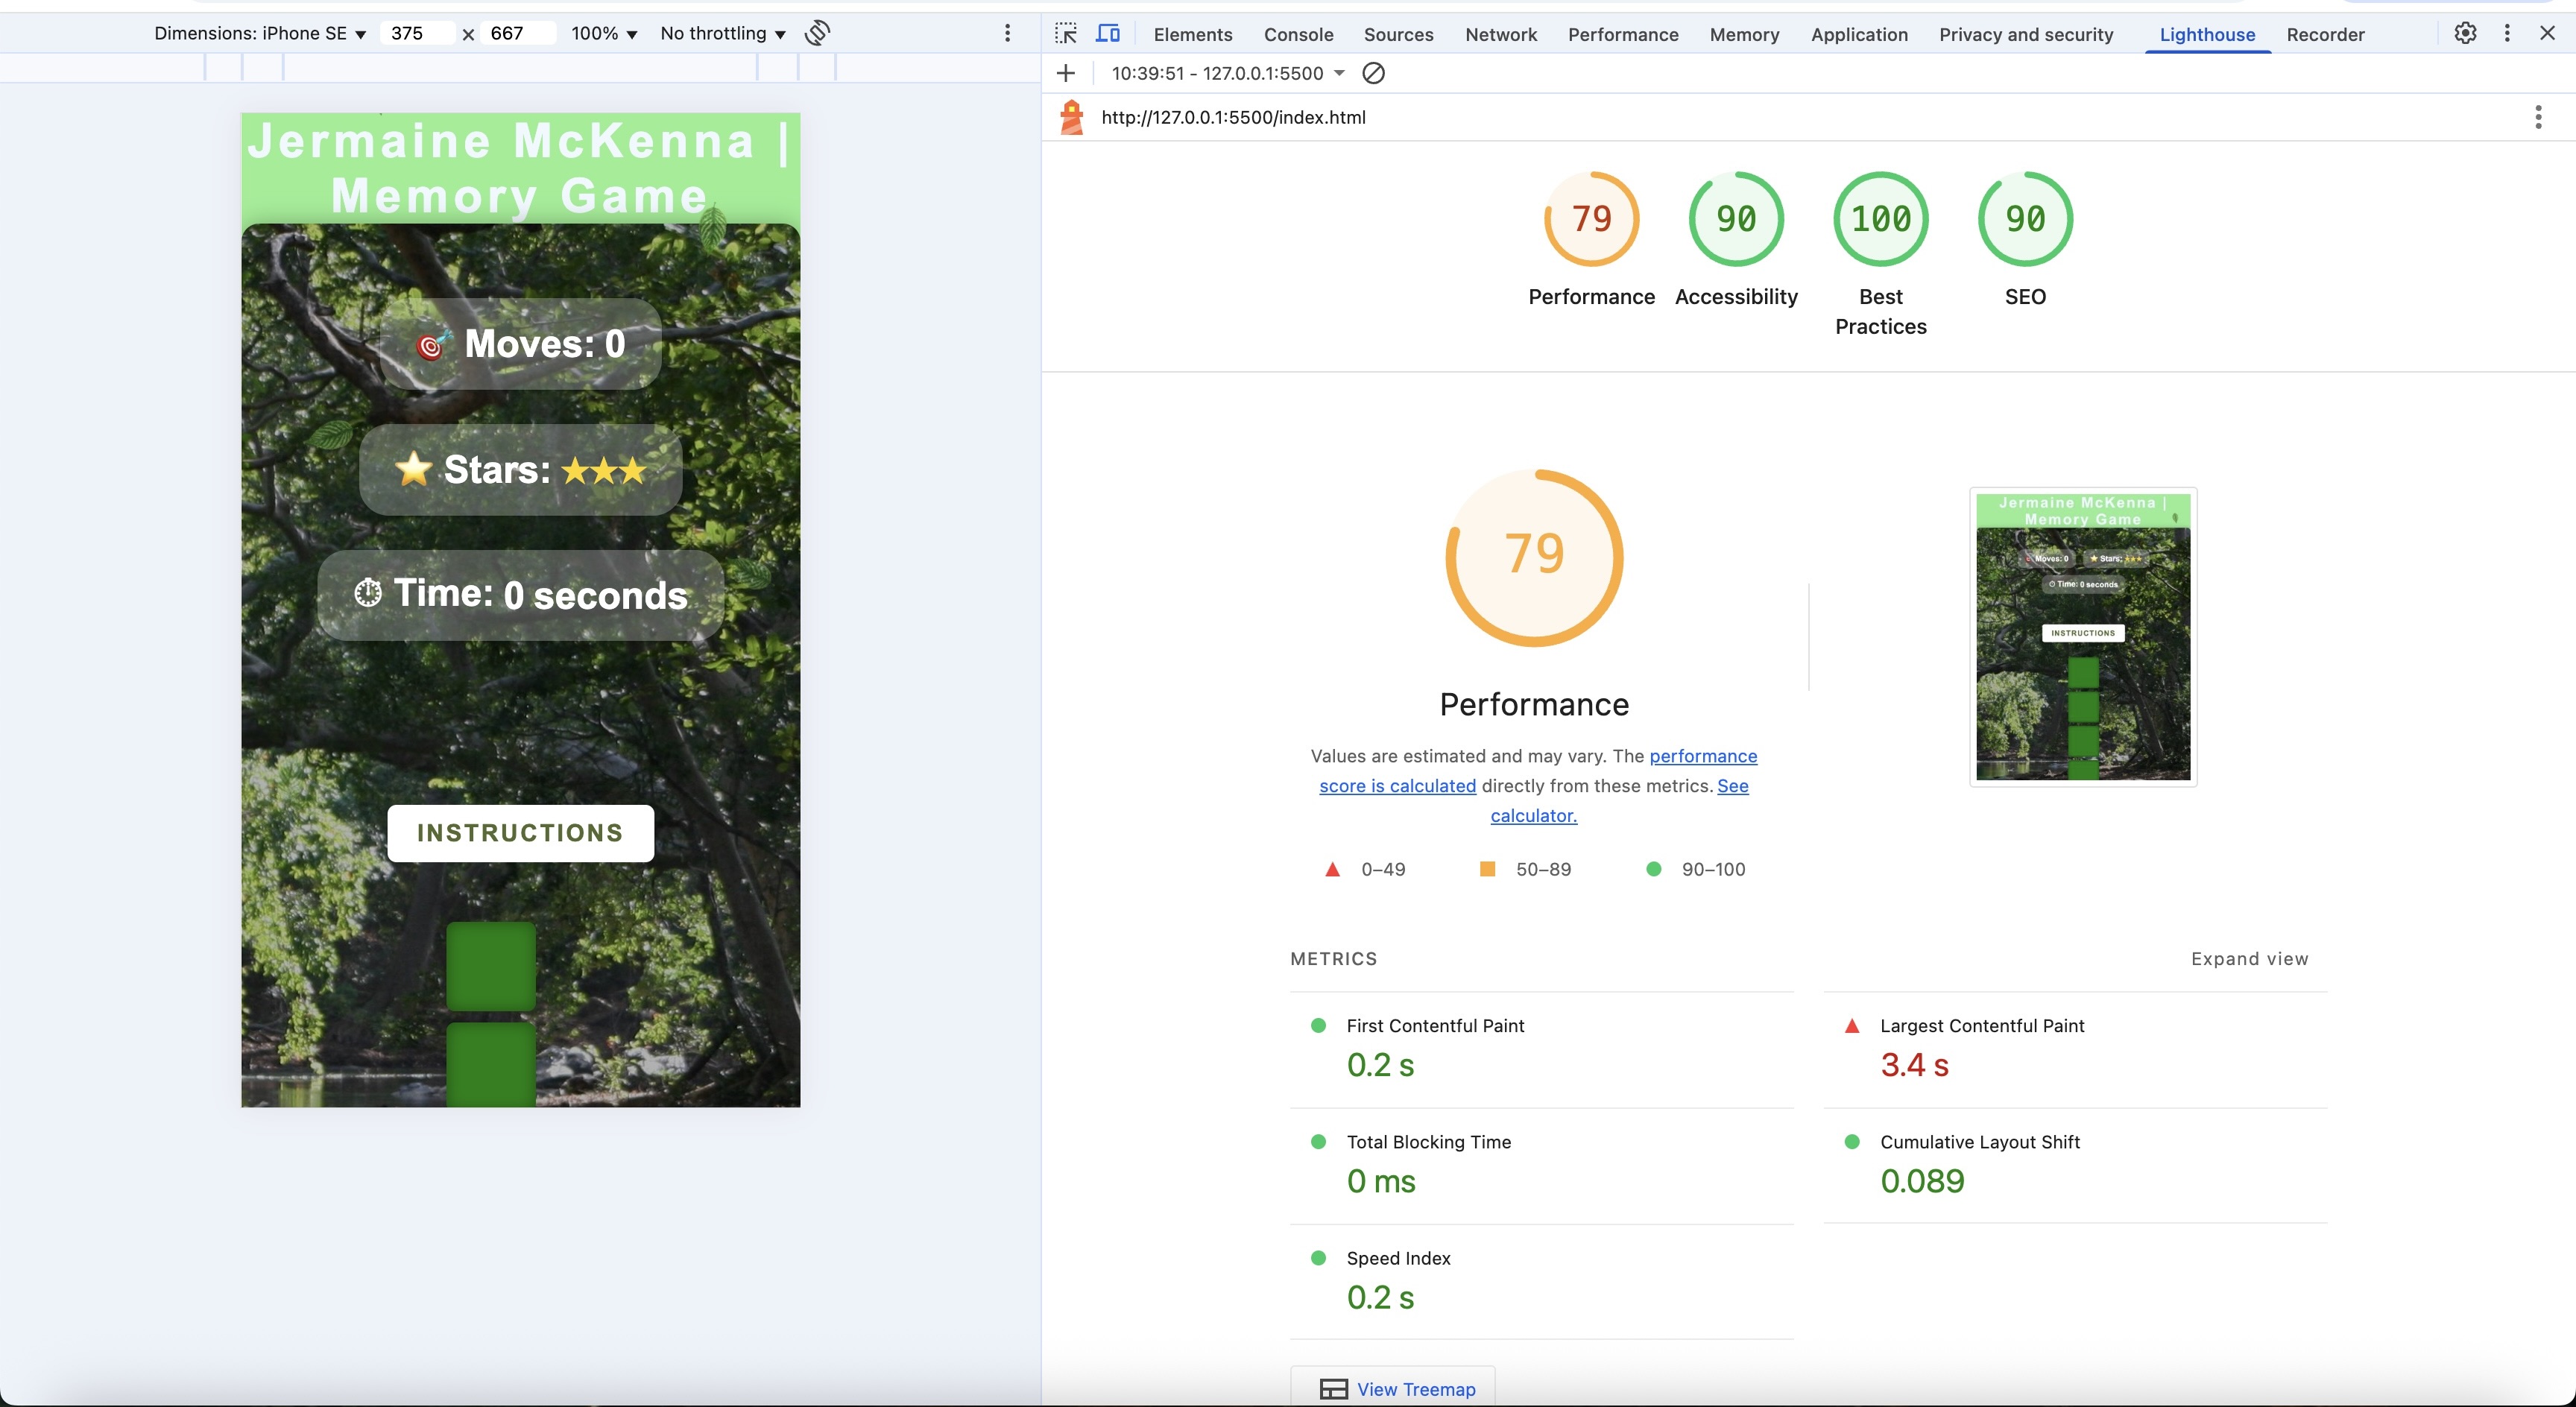 Dimensions: iPhone SE ▼ 375 × 667 100% ▼ No throttling ▼
Elements Console Sources Network Performance Memory Application Privacy and security Lighthouse Recorder
10:39:51 - 127.0.0.1:5500
http://127.0.0.1:5500/index.html
Jermaine McKenna |
Memory Game
🎯 Moves: 0
⭐ Stars: ★★★
⏱ Time: 0 seconds
INSTRUCTIONS
79 90 100 90
Performance Accessibility Best SEO
Practices
79
Performance
Values are estimated and may vary. The performance
score is calculated directly from these metrics. See
calculator.
0–49 50–89 90–100
Jermaine McKenna |
Memory Game
Moves: 0 ⭐ Stars: ★★★
⏱ Time: 0 seconds
INSTRUCTIONS
METRICS Expand view
First Contentful Paint
0.2 s
Largest Contentful Paint
3.4 s
Total Blocking Time
0 ms
Cumulative Layout Shift
0.089
Speed Index
0.2 s
View Treemap